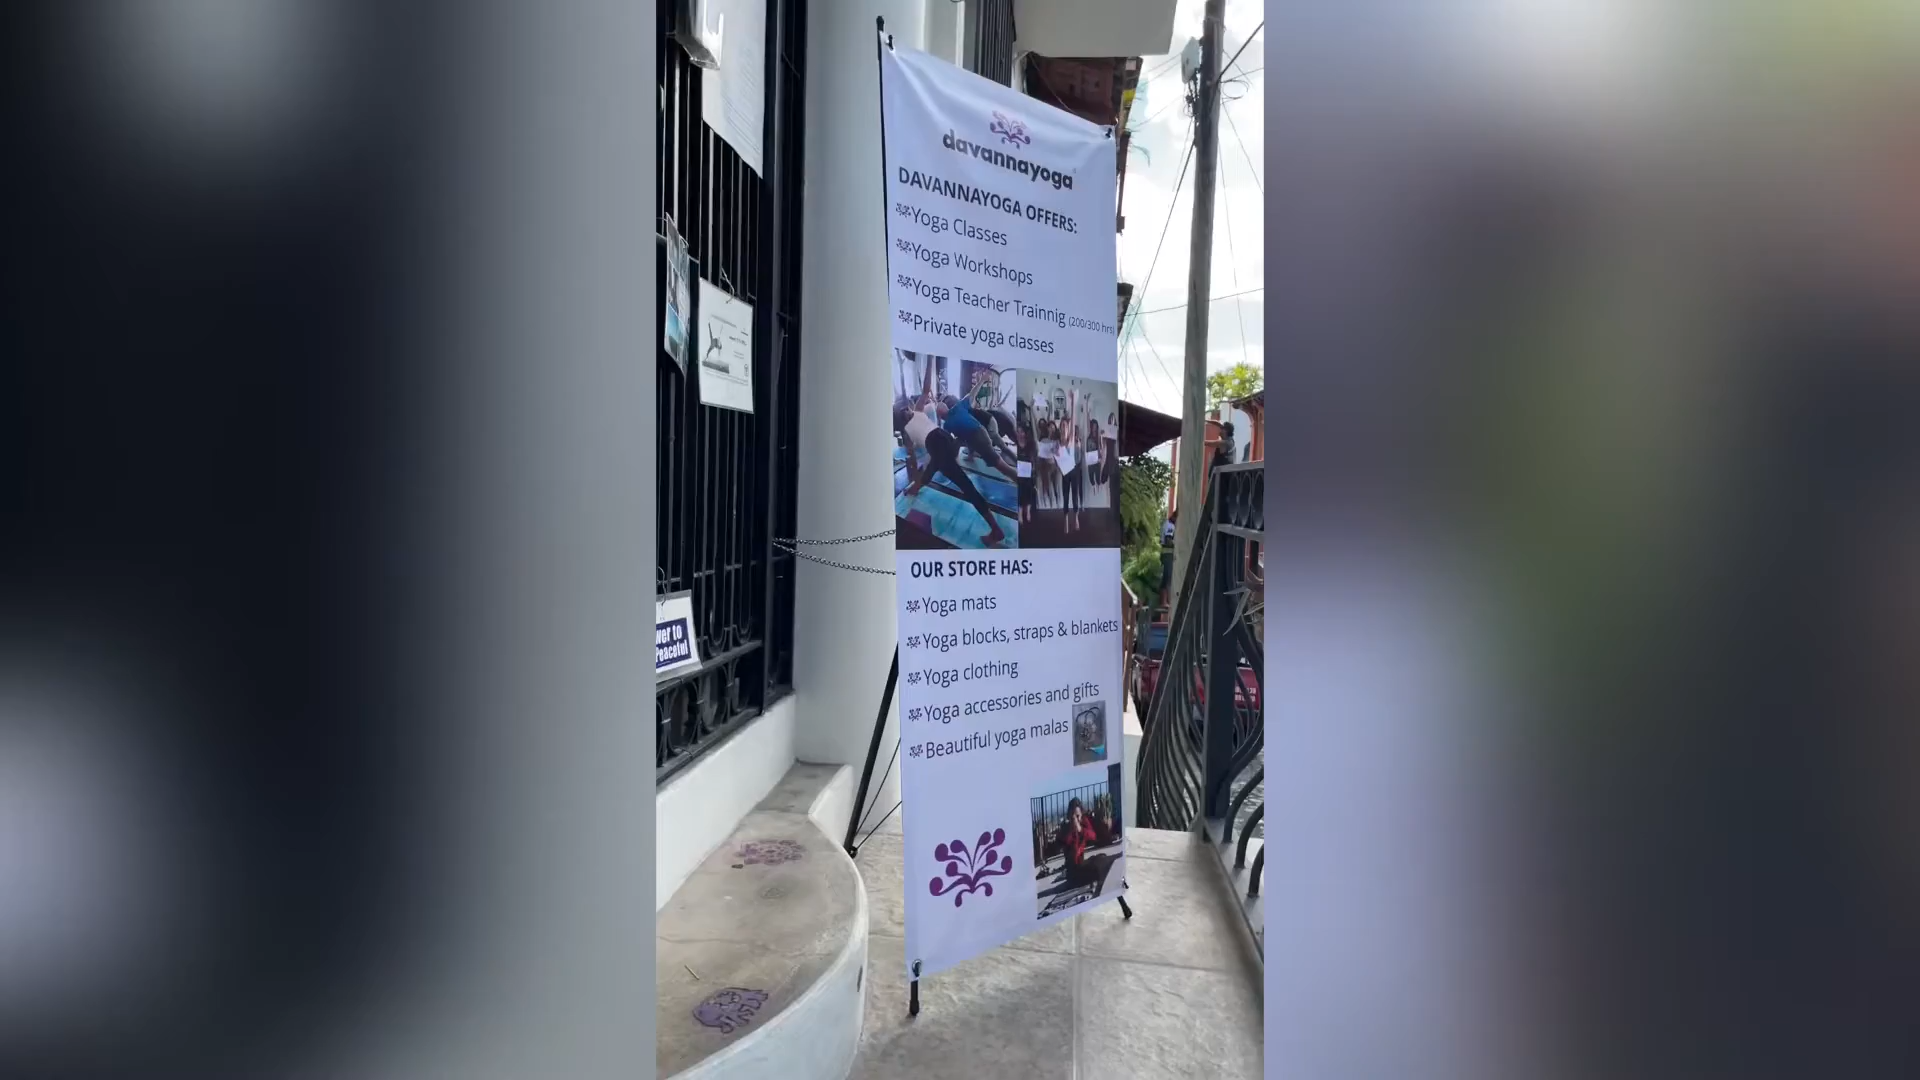 davannayoga
DAVANNAYOGA OFFERS:
Yoga Classes
Yoga Workshops
Yoga Teacher Trainnig (200/300 hrs)
Private yoga classes
OUR STORE HAS:
Yoga mats
Yoga blocks, straps & blankets
Yoga clothing
Yoga accessories and gifts
Beautiful yoga malas
wer to
Peaceful